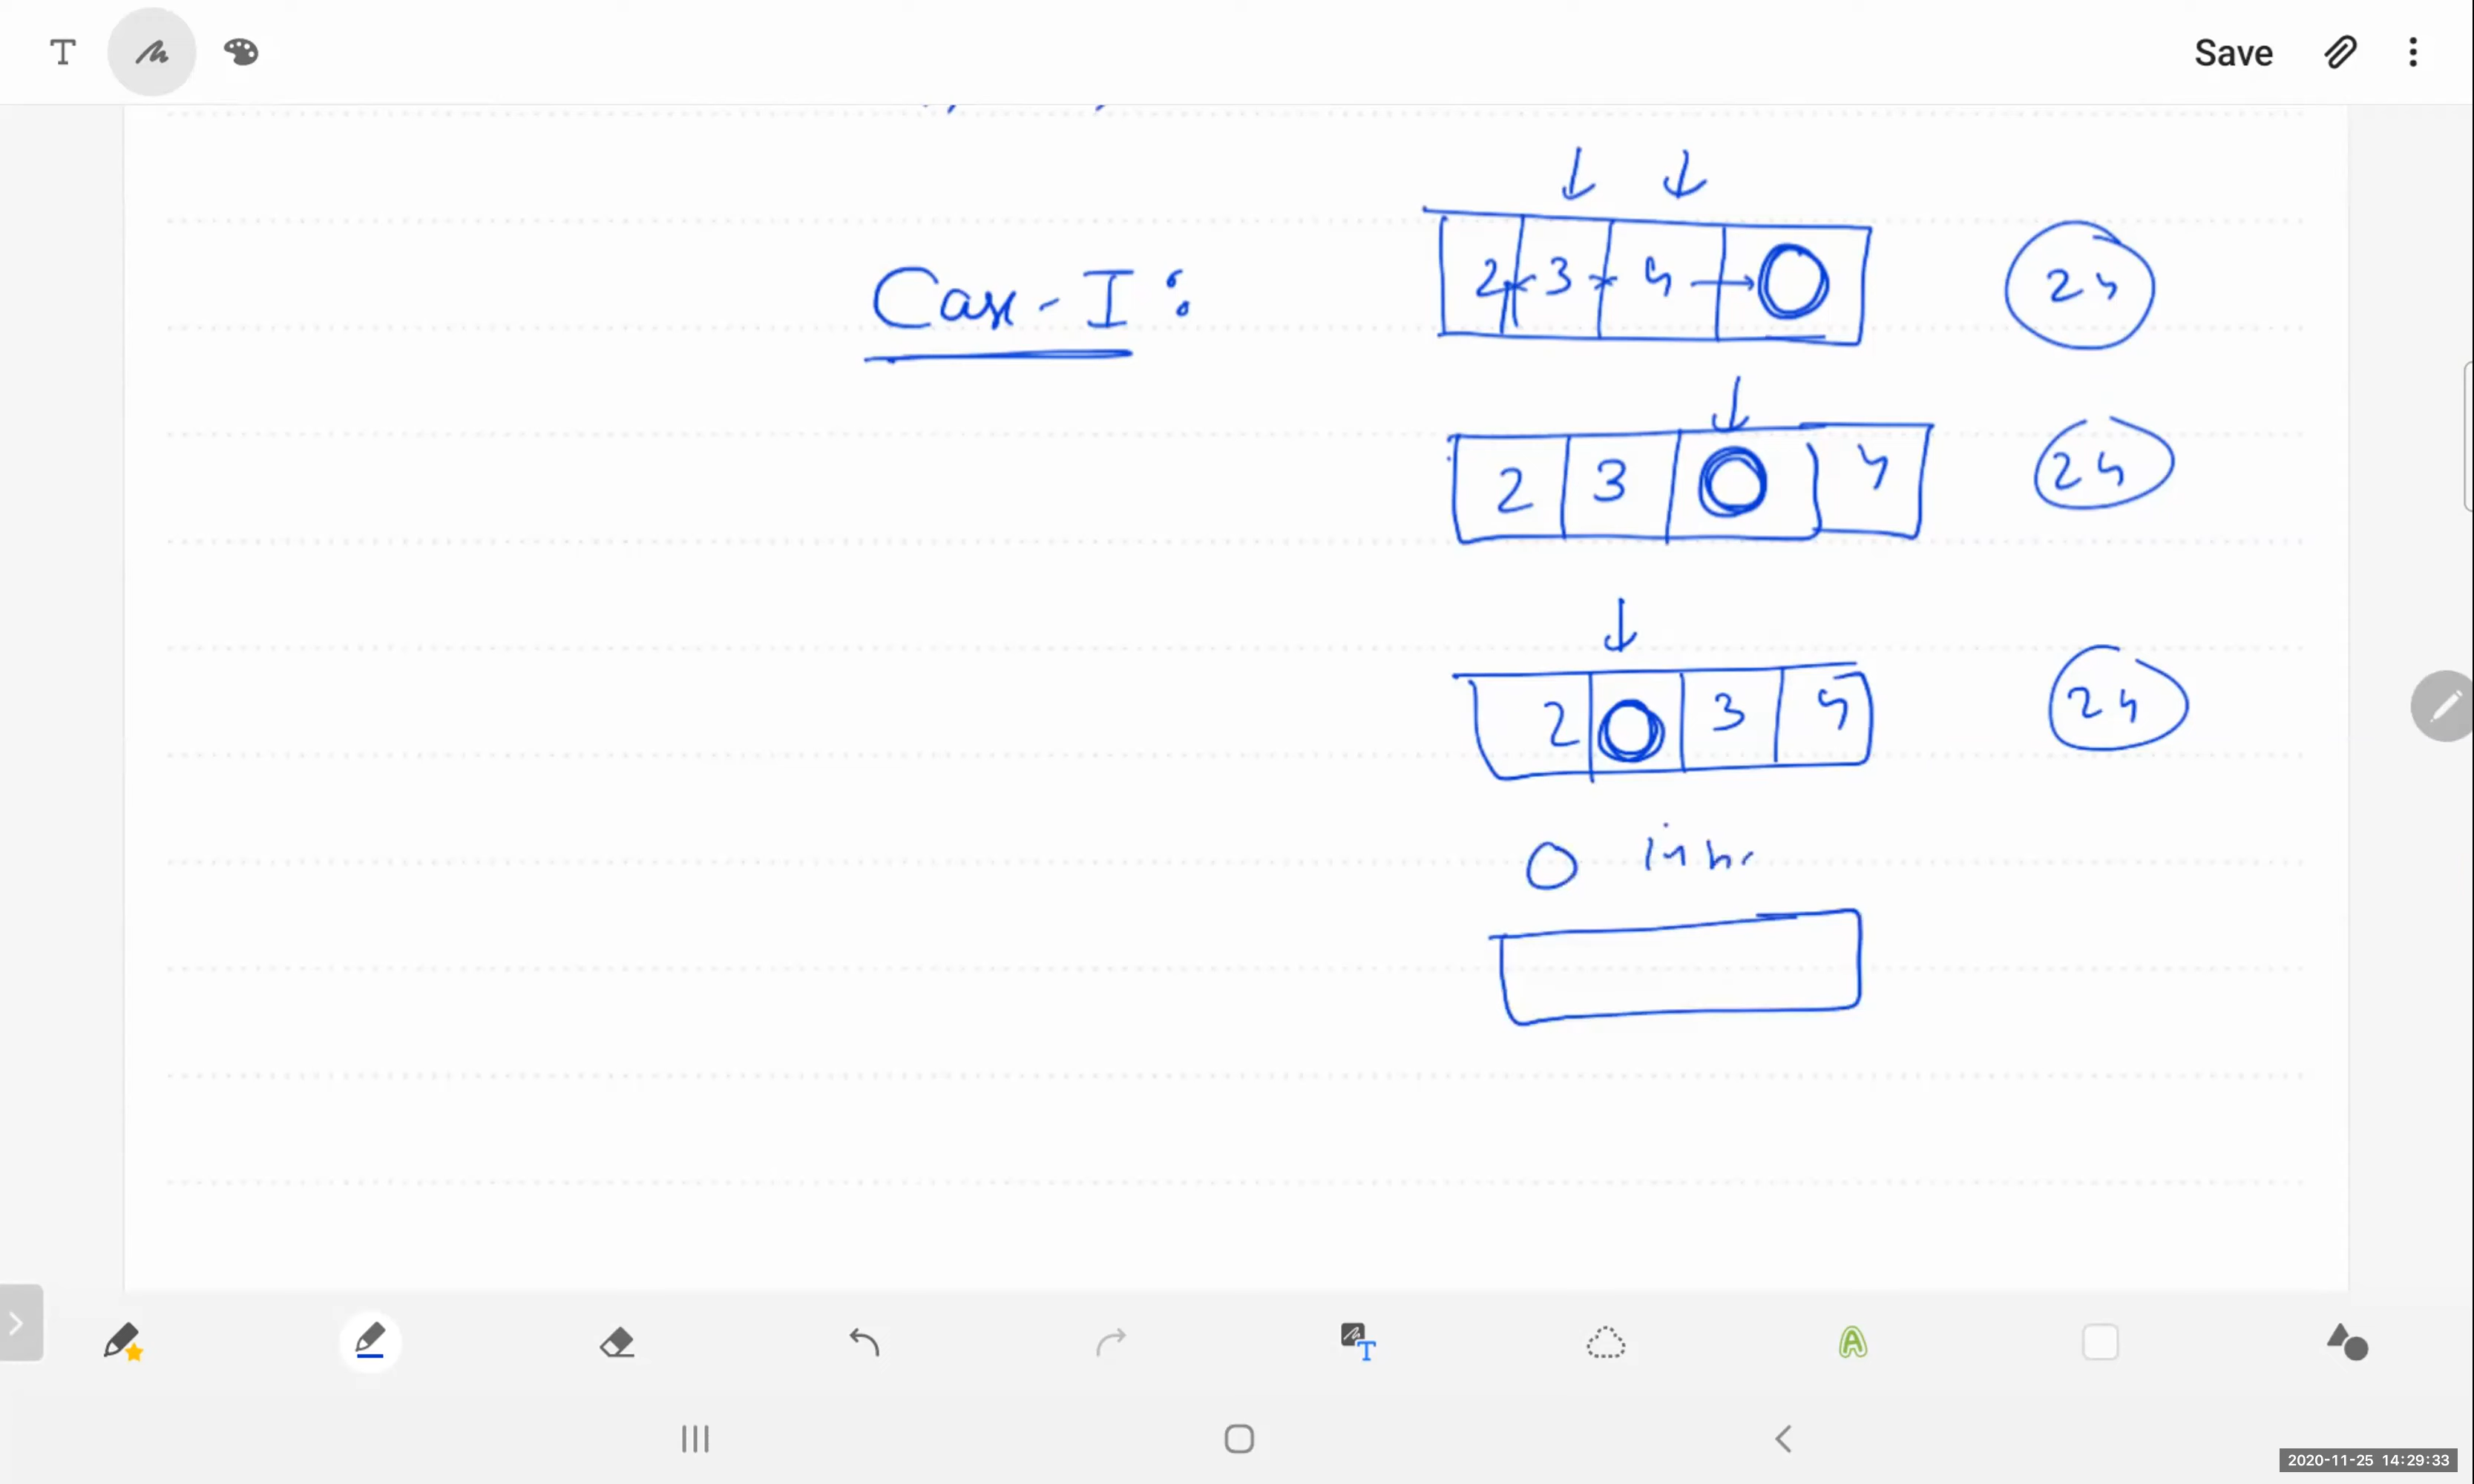 T Save
Case-I: 2 × 3 × 4 → 0 24
2 3 0 4 24
2 0 3 4 24
0 in
2020-11-25 14:29:33